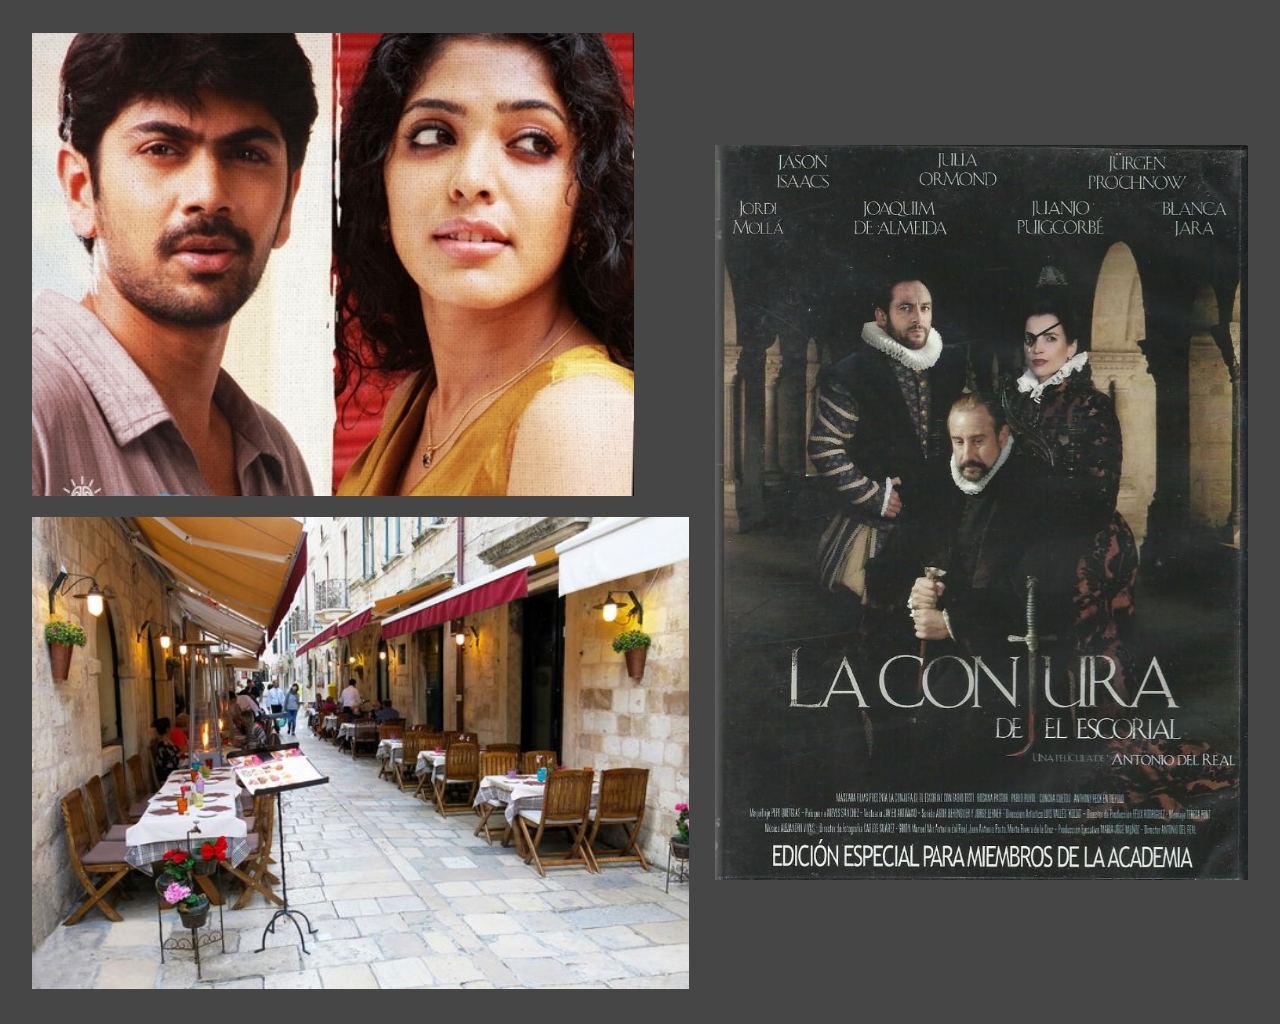 JASON
ISAACS
JULIA
ORMOND
JÜRGEN
PROCHNOW
JORDI
MOLLÁ
JOAQUIM
DE ALMEIDA
JUANJO
PUIGCORBÉ
BLANCA
JARA
LA CONJURA
DE EL ESCORIAL
UNA PELÍCULA DE ANTONIO DEL REAL
EDICIÓN ESPECIAL PARA MIEMBROS DE LA ACADEMIA